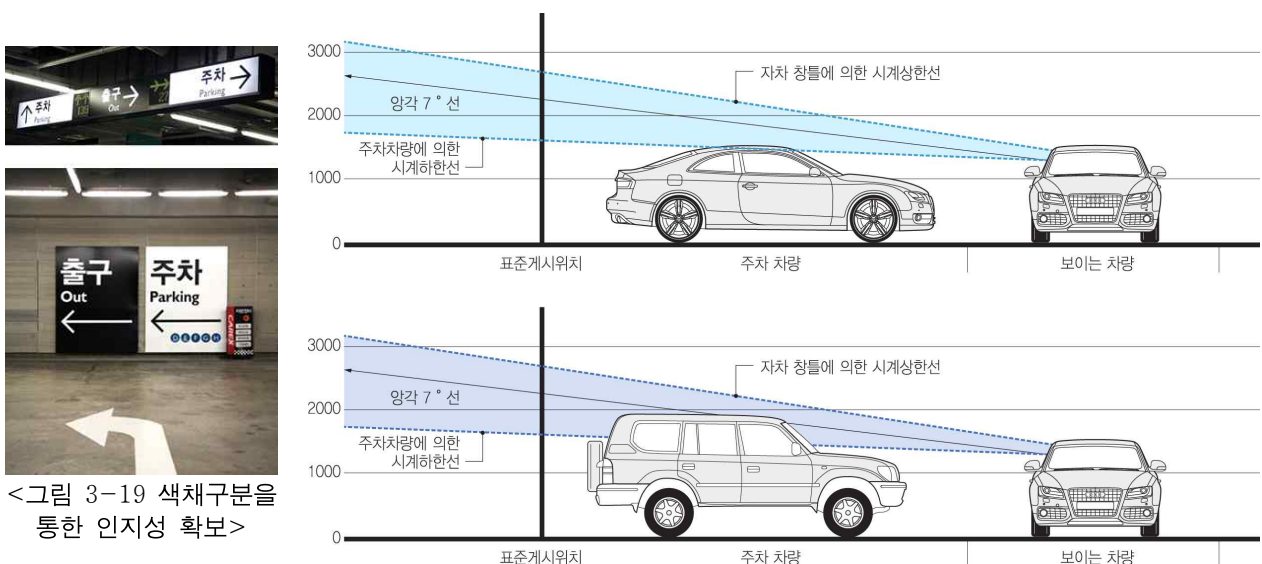 주차
Parking
출구
Out
27
주차
Parking
출구
Out
주차
Parking
D E F G H
CAREX
<그림 3-19 색채구분을
통한 인지성 확보>
3000
2000
1000
0
자차 창틀에 의한 시계상한선
앙각 7 ° 선
주차차량에 의한
시계하한선
표준게시위치
주차 차량
보이는 차량
3000
2000
1000
0
자차 창틀에 의한 시계상한선
앙각 7 ° 선
주차차량에 의한
시계하한선
표준게시위치
주차 차량
보이는 차량